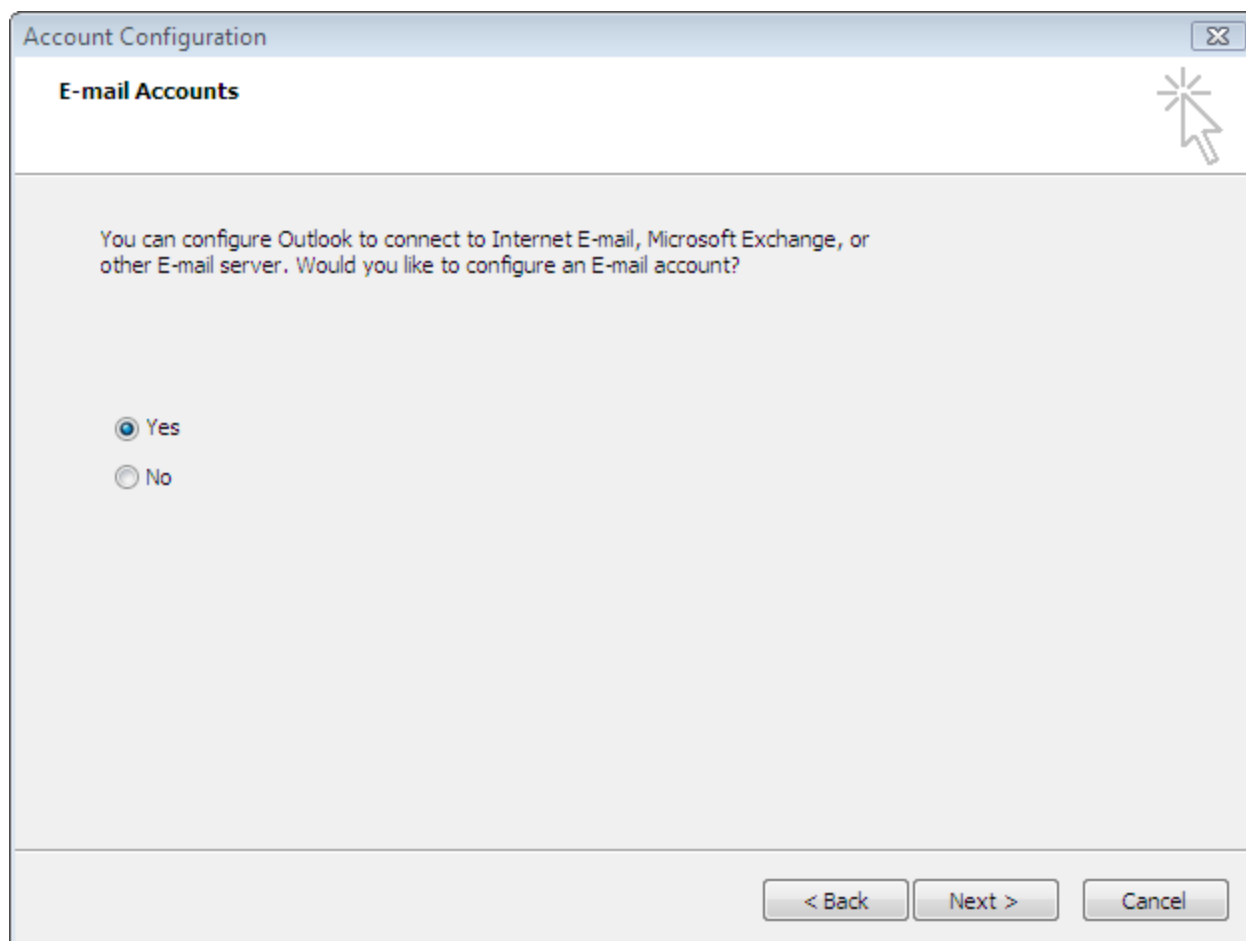 Account Configuration
E-mail Accounts
You can configure Outlook to connect to Internet E-mail, Microsoft Exchange, or
other E-mail server. Would you like to configure an E-mail account?
Yes
No
< Back
Next >
Cancel